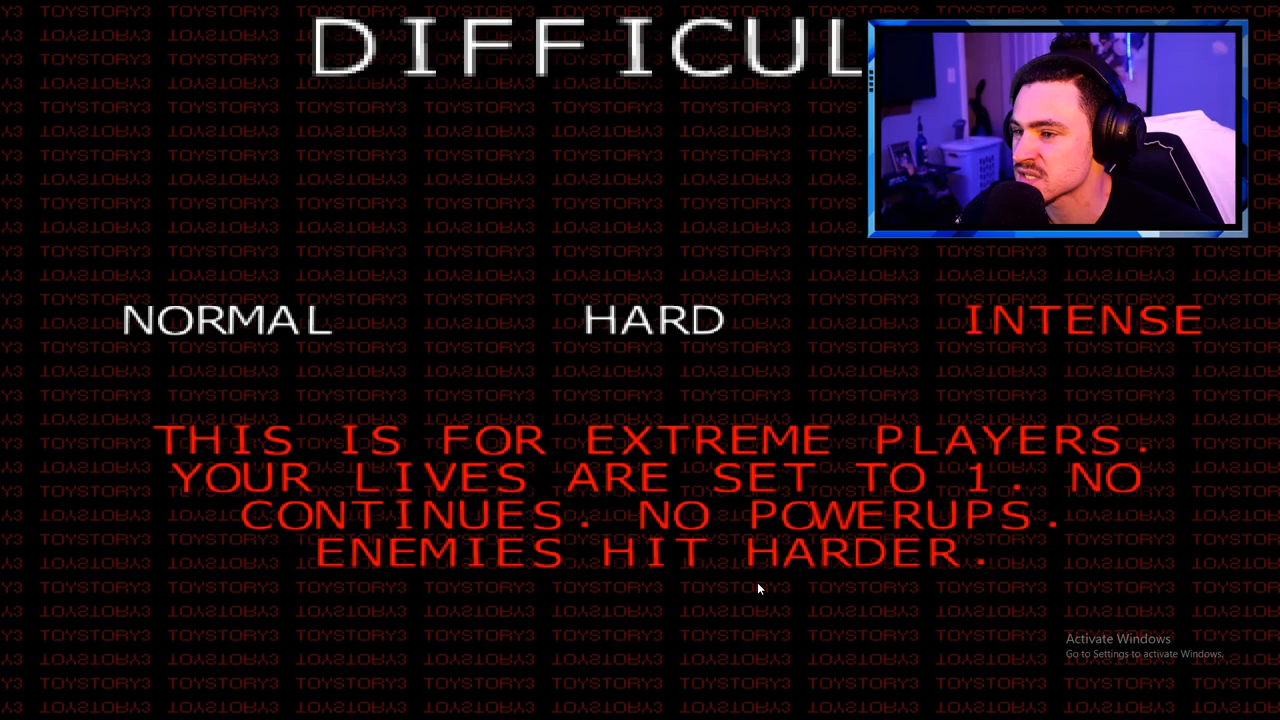 DIFFICUL
NORMAL HARD INTENSE
THIS IS FOR EXTREME PLAYERS.
YOUR LIVES ARE SET TO 1. NO
CONTINUES. NO POWERUPS.
ENEMIES HIT HARDER.
Activate Windows
Go to Settings to activate Windows.
TOYSTORY3